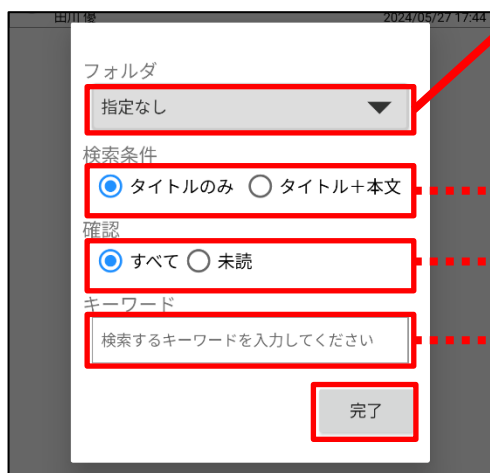 田川 優 2024/05/27 17:44
フォルダ
指定なし
検索条件
タイトルのみ タイトル＋本文
確認
すべて 未読
キーワード
検索するキーワードを入力してください
完了